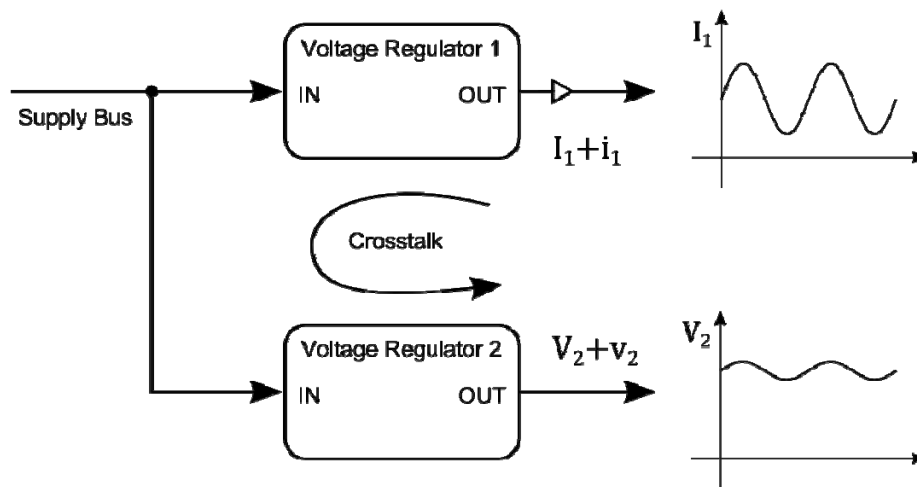 Voltage Regulator 1
IN OUT
Supply Bus
I₁+i₁
I₁
Crosstalk
Voltage Regulator 2
IN OUT
V₂+v₂
V₂